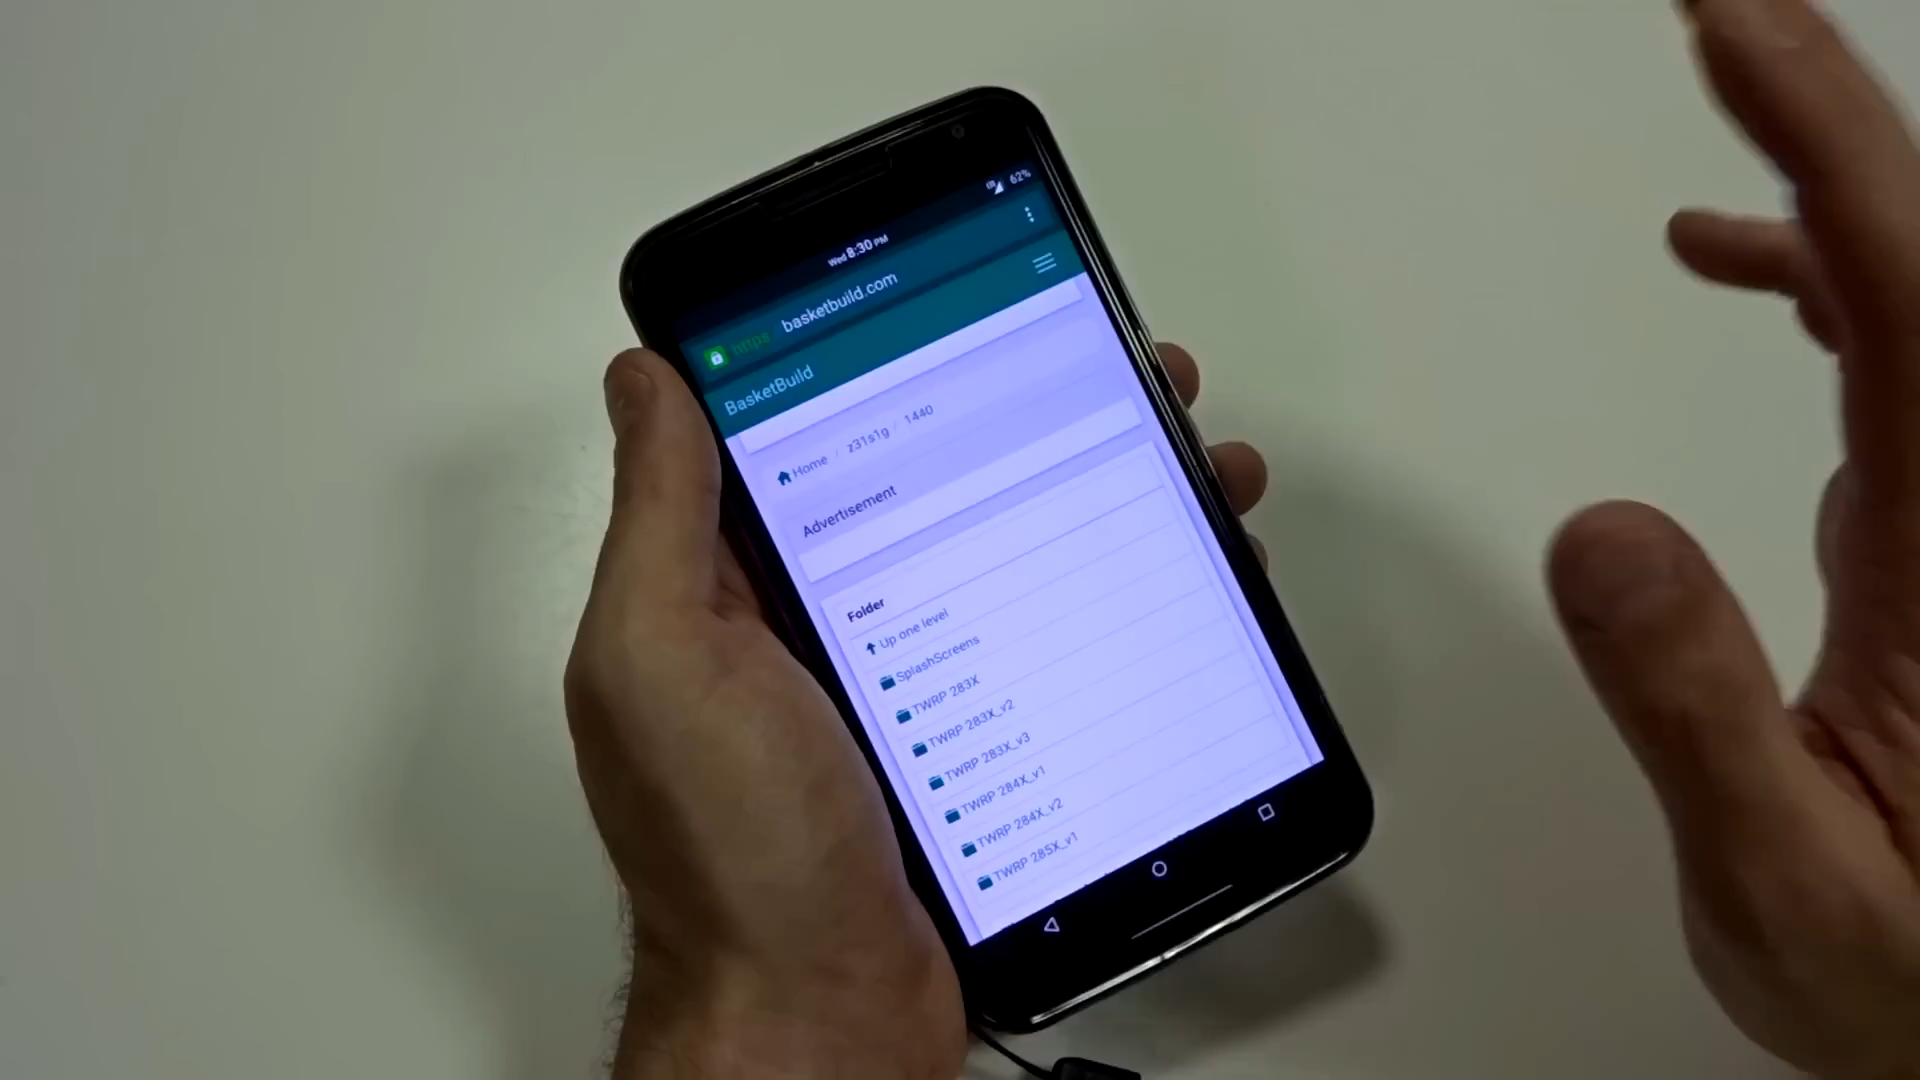 62%
Wed 8:30 PM
https basketbuild.com
BasketBuild
Home / z31s1g / 1440
Advertisement
Folder
Up one level
SplashScreens
TWRP 283X
TWRP 283X_v2
TWRP 283X_v3
TWRP 284X_v1
TWRP 284X_v2
TWRP 285X_v1